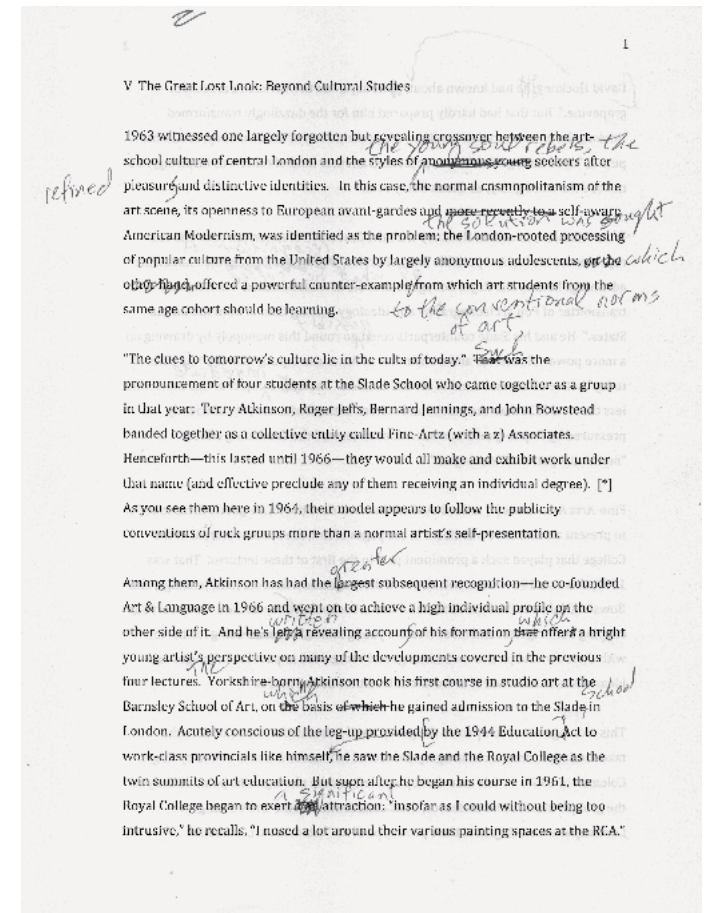 1
V The Great Lost Look: Beyond Cultural Studies
1963 witnessed one largely forgotten but revealing crossover between the art-
the young soul rebels, the
school culture of central London and the styles of anonymous young seekers after
refined
pleasure and distinctive identities. In this case, the normal cosmopolitanism of the
art scene, its openness to European avant-gardes and more recently to a self-aware
the solution was sought
American Modernism, was identified as the problem; the London-rooted processing
of popular culture from the United States by largely anonymous adolescents, on the which
other hand, offered a powerful counter-example from which art students from the
to the conventional norms
same age cohort should be learning.
of art,
"The clues to tomorrow's culture lie in the cults of today." That was the
Such
pronouncement of four students at the Slade School who came together as a group
in that year: Terry Atkinson, Roger Jeffs, Bernard Jennings, and John Bowstead
banded together as a collective entity called Fine-Artz (with a z) Associates.
Henceforth—this lasted until 1966—they would all make and exhibit work under
that name (and effective preclude any of them receiving an individual degree). [*]
As you see them here in 1964, their model appears to follow the publicity
conventions of rock groups more than a normal artist's self-presentation.
greater
Among them, Atkinson has had the largest subsequent recognition—he co-founded
Art & Language in 1966 and went on to achieve a high individual profile on the
written which
other side of it. And he's left a revealing account of his formation that offers a bright
young artist's perspective on many of the developments covered in the previous
the
four lectures. Yorkshire-born Atkinson took his first course in studio art at the
which School
Barnsley School of Art, on the basis of which he gained admission to the Slade in
London. Acutely conscious of the leg-up provided by the 1944 Education Act to
work-class provincials like himself, he saw the Slade and the Royal College as the
twin summits of art education. But soon after he began his course in 1961, the
a significant
Royal College began to exert attraction: "insofar as I could without being too
intrusive," he recalls, "I nosed a lot around their various painting spaces at the RCA."